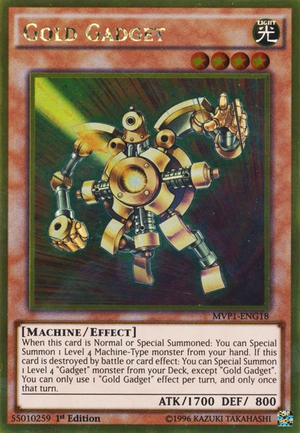 GOLD GADGET
LIGHT
光
MVP1-ENG18
[MACHINE/EFFECT]
When this card is Normal or Special Summoned: You can Special
Summon 1 Level 4 Machine-Type monster from your hand. If this
card is destroyed by battle or card effect: You can Special Summon
1 Level 4 "Gadget" monster from your Deck, except "Gold Gadget".
You can only use 1 "Gold Gadget" effect per turn, and only once
that turn.
ATK/1700 DEF/ 800
55010259 1st Edition ©1996 KAZUKI TAKAHASHI